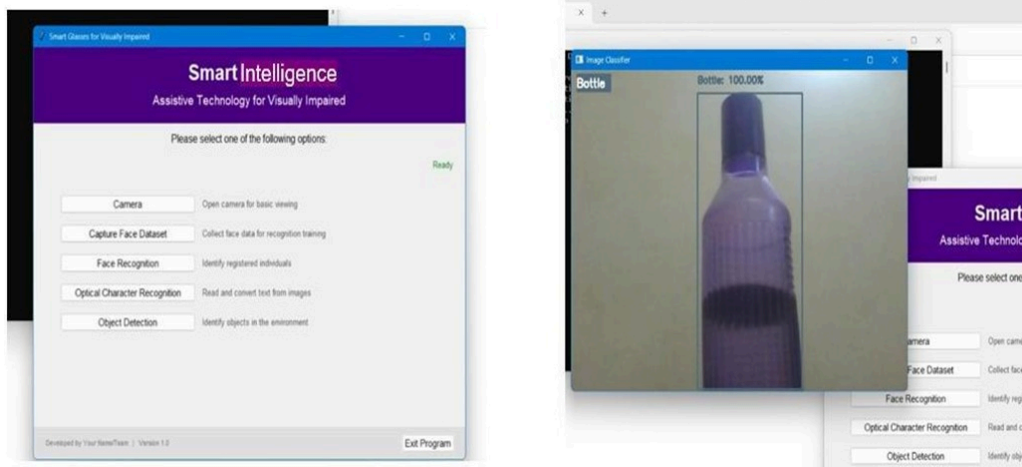 Smart Glasses for Visually Impaired
Smart Intelligence
Assistive Technology for Visually Impaired
Please select one of the following options:
Ready
Camera Open camera for basic viewing
Capture Face Dataset Collect face data for recognition training
Face Recognition Identify registered individuals
Optical Character Recognition Read and convert text from images
Object Detection Identify objects in the environment
Developed by Your Name/Team | Version 1.0
Exit Program
Image Classifier
Bottle
Bottle: 100.00%
Impaired
Smart
Assistive Technolo
Please select one
amera Open came
Face Dataset Collect face
Face Recognition Identify reg
Optical Character Recognition Read and c
Object Detection Identify obj